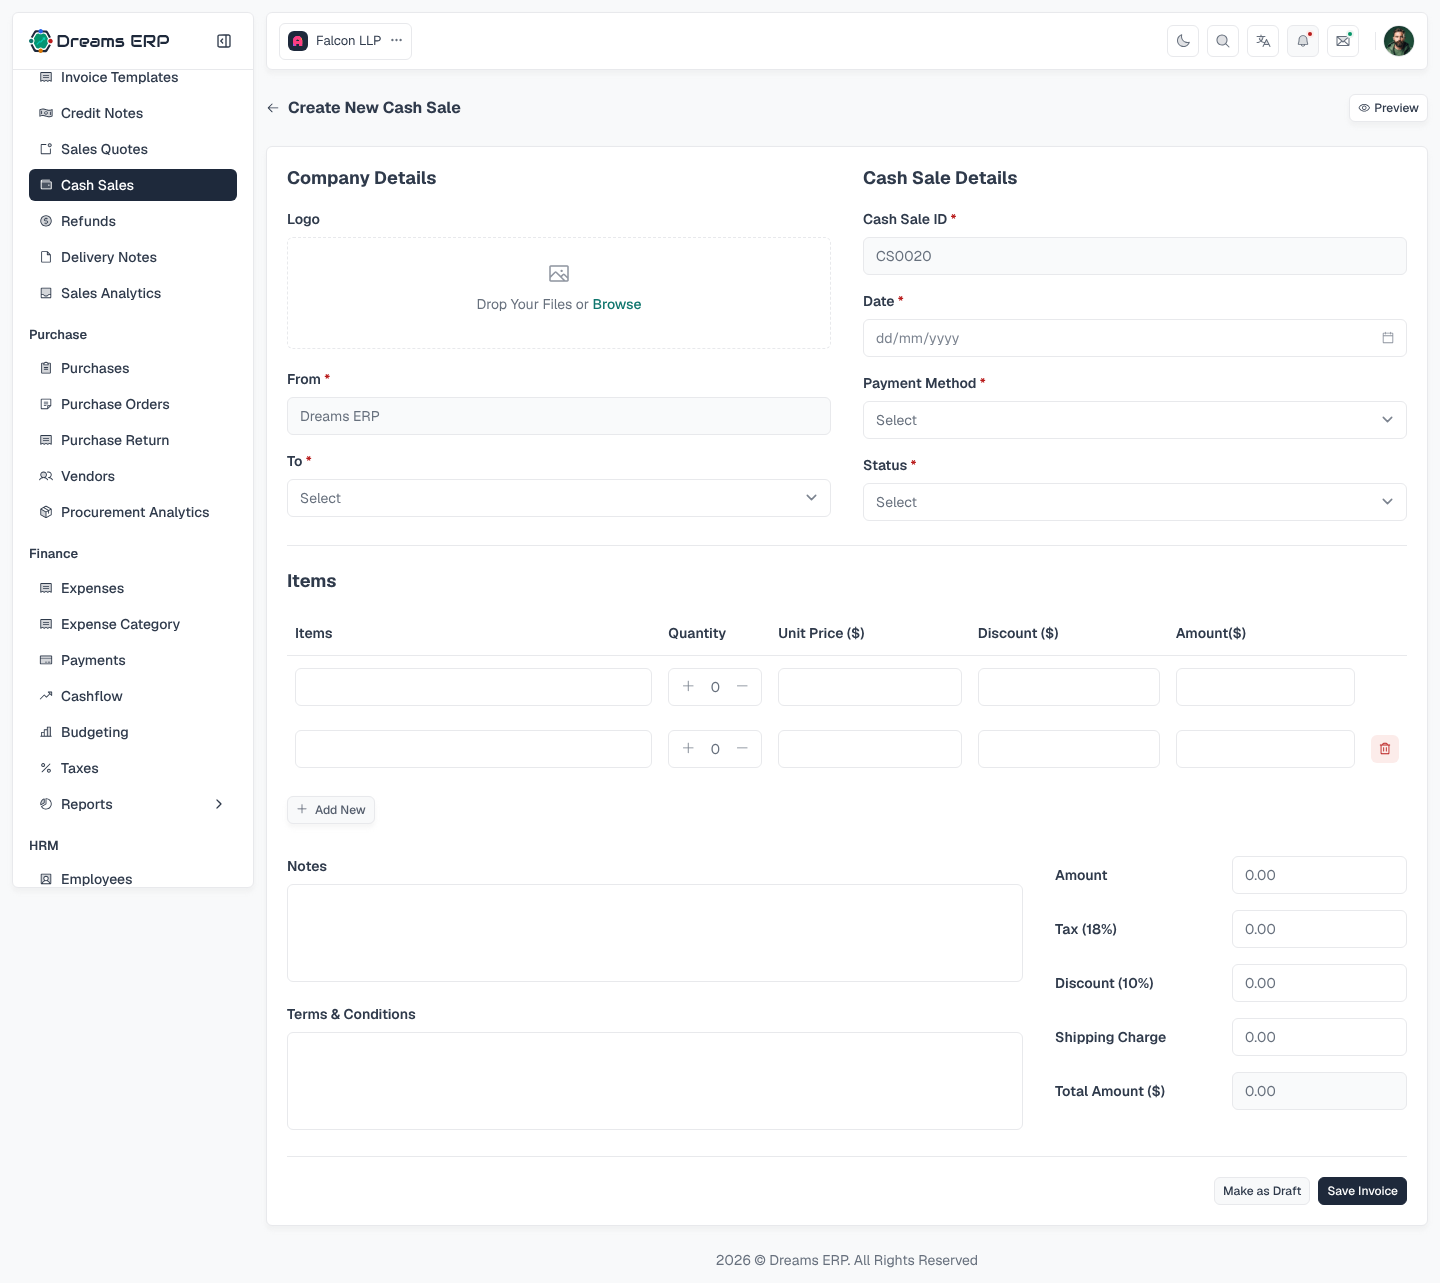 Dreams ERP
Invoice Templates
Credit Notes
Sales Quotes
Cash Sales
Refunds
Delivery Notes
Sales Analytics
Purchase
Purchases
Purchase Orders
Purchase Return
Vendors
Procurement Analytics
Finance
Expenses
Expense Category
Payments
Cashflow
Budgeting
Taxes
Reports
HRM
Employees
Falcon LLP
Create New Cash Sale
Preview
Company Details
Logo
Drop Your Files or Browse
From *
Dreams ERP
To *
Select
Cash Sale Details
Cash Sale ID *
CS0020
Date *
dd/mm/yyyy
Payment Method *
Select
Status *
Select
Items
Items Quantity Unit Price ($) Discount ($) Amount($)
0
0
Add New
Notes
Terms & Conditions
Amount 0.00
Tax (18%) 0.00
Discount (10%) 0.00
Shipping Charge 0.00
Total Amount ($) 0.00
Make as Draft Save Invoice
2026 © Dreams ERP. All Rights Reserved